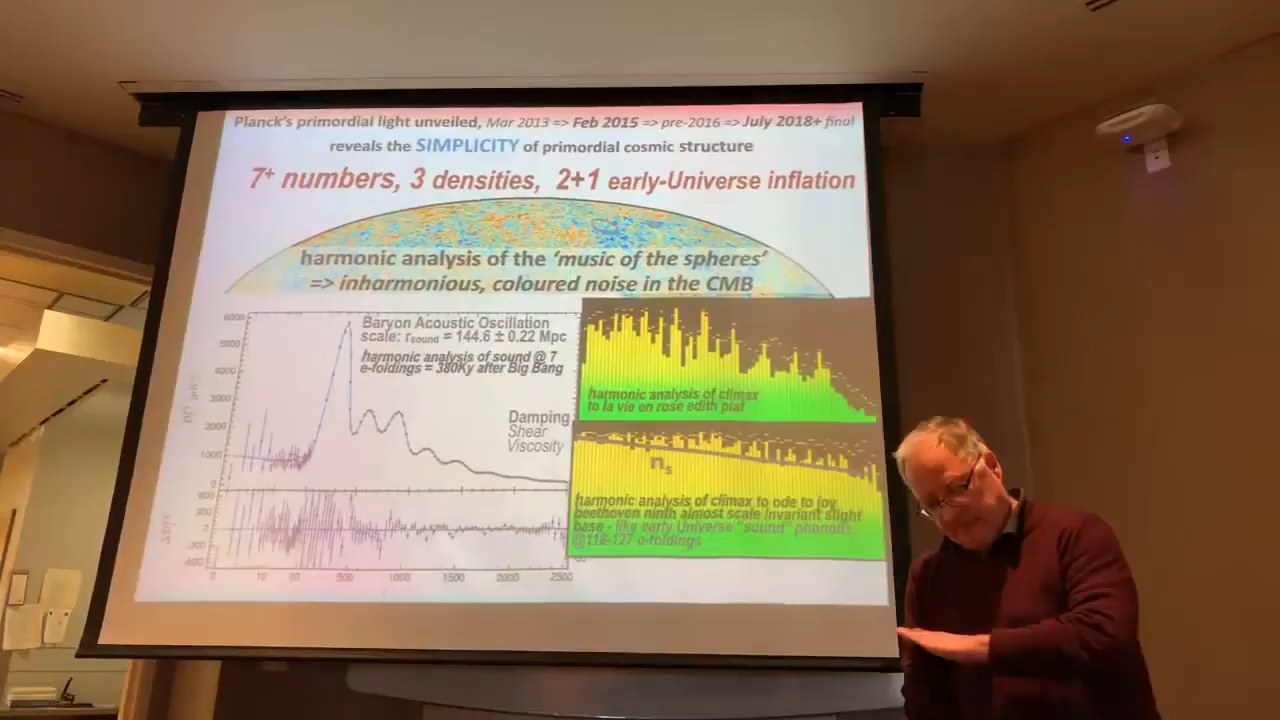 Planck's primordial light unveiled, Mar 2013 => Feb 2015 => pre-2016 => July 2018+ final
reveals the SIMPLICITY of primordial cosmic structure
7+ numbers, 3 densities, 2+1 early-Universe inflation
harmonic analysis of the 'music of the spheres'
=> inharmonious, coloured noise in the CMB
Baryon Acoustic Oscillation
scale: rsound = 144.6 ± 0.22 Mpc
harmonic analysis of sound @ 7
e-foldings = 380Ky after Big Bang
Damping
Shear
Viscosity
6000
5000
4000
3000
2000
1000
0
600
300
0
-300
-600
2 10 500 1000 1500 2000 2500
harmonic analysis of climax
to la vie en rose edith piaf
ns
harmonic analysis of climax to ode to joy
beethoven ninth almost scale invariant slight
base - like early Universe "sound" phonons
@118-127 e-foldings